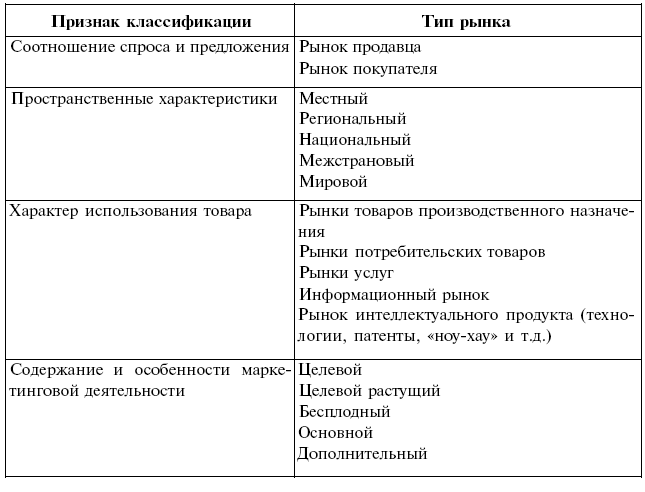 Признак классификации
Тип рынка
Соотношение спроса и предложения
Рынок продавца
Рынок покупателя
Пространственные характеристики
Местный
Региональный
Национальный
Межстрановый
Мировой
Характер использования товара
Рынки товаров производственного назначе-
ния
Рынки потребительских товаров
Рынки услуг
Информационный рынок
Рынок интеллектуального продукта (техно-
логии, патенты, «ноу-хау» и т.д.)
Содержание и особенности марке-
тинговой деятельности
Целевой
Целевой растущий
Бесплодный
Основной
Дополнительный